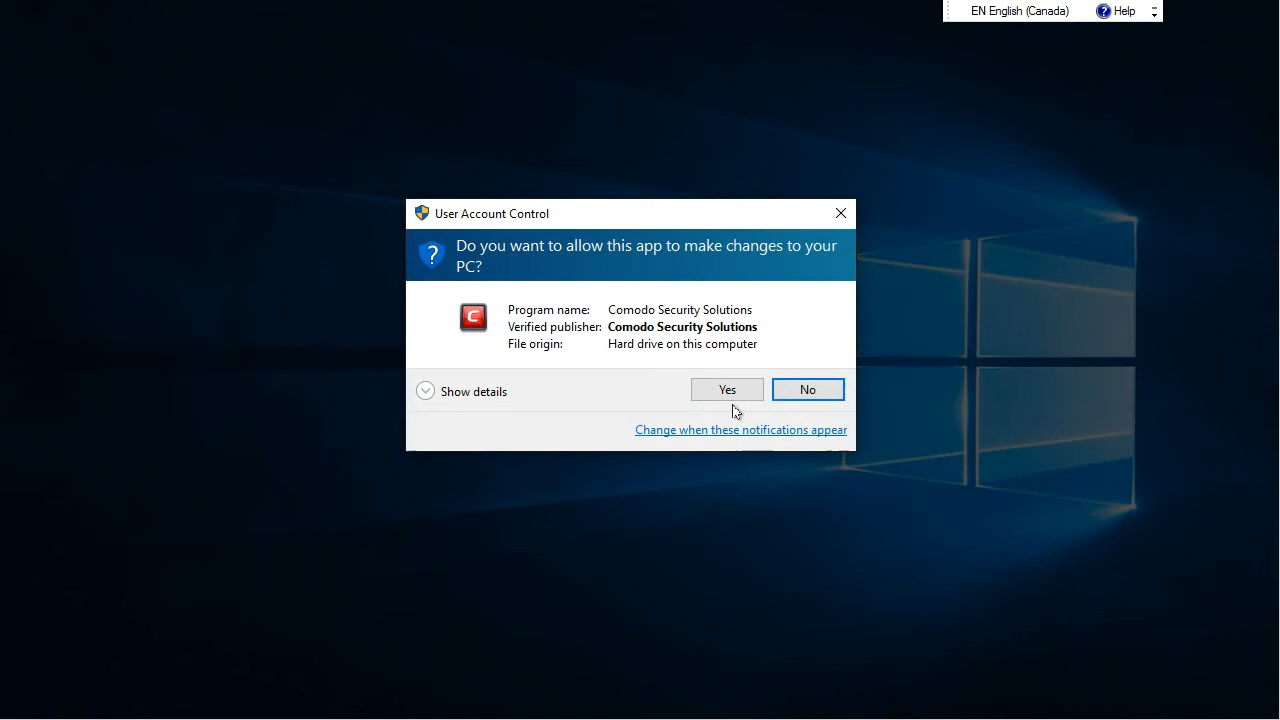 EN English (Canada) ? Help
User Account Control
Do you want to allow this app to make changes to your
PC?
Program name: Comodo Security Solutions
Verified publisher: Comodo Security Solutions
File origin: Hard drive on this computer
Show details
Yes
No
Change when these notifications appear